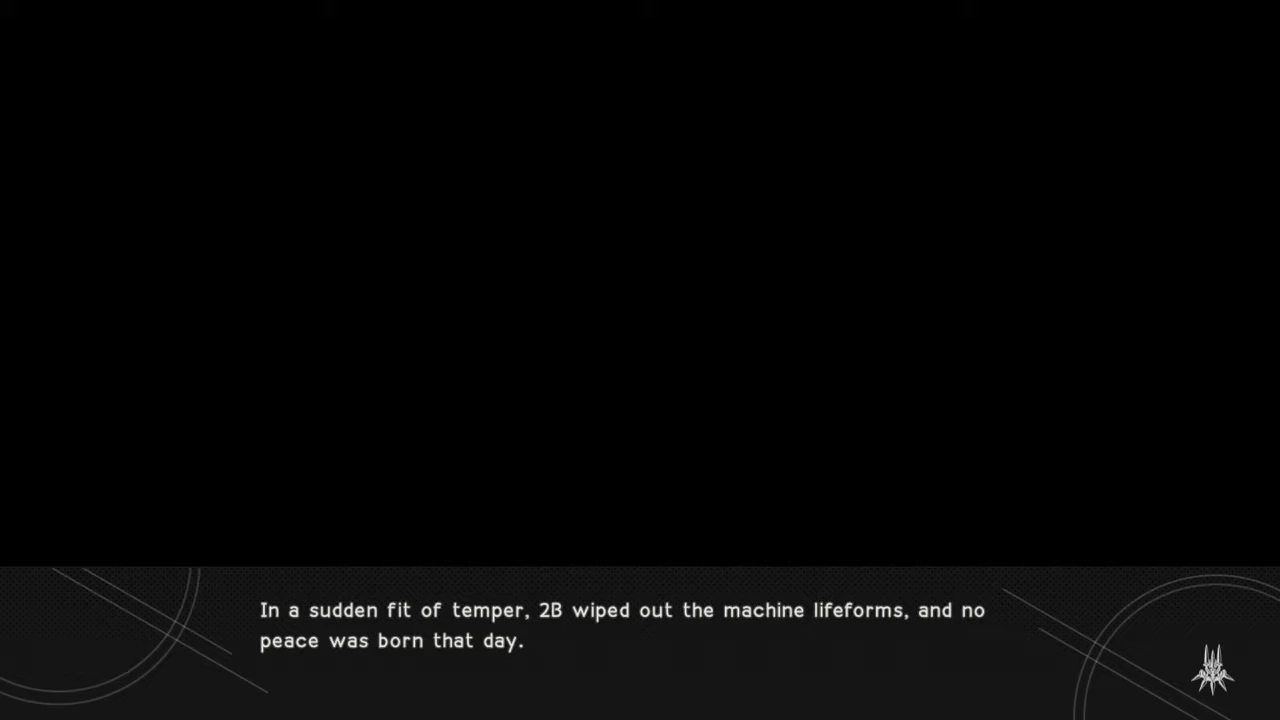 In a sudden fit of temper, 2B wiped out the machine lifeforms, and no
peace was born that day.